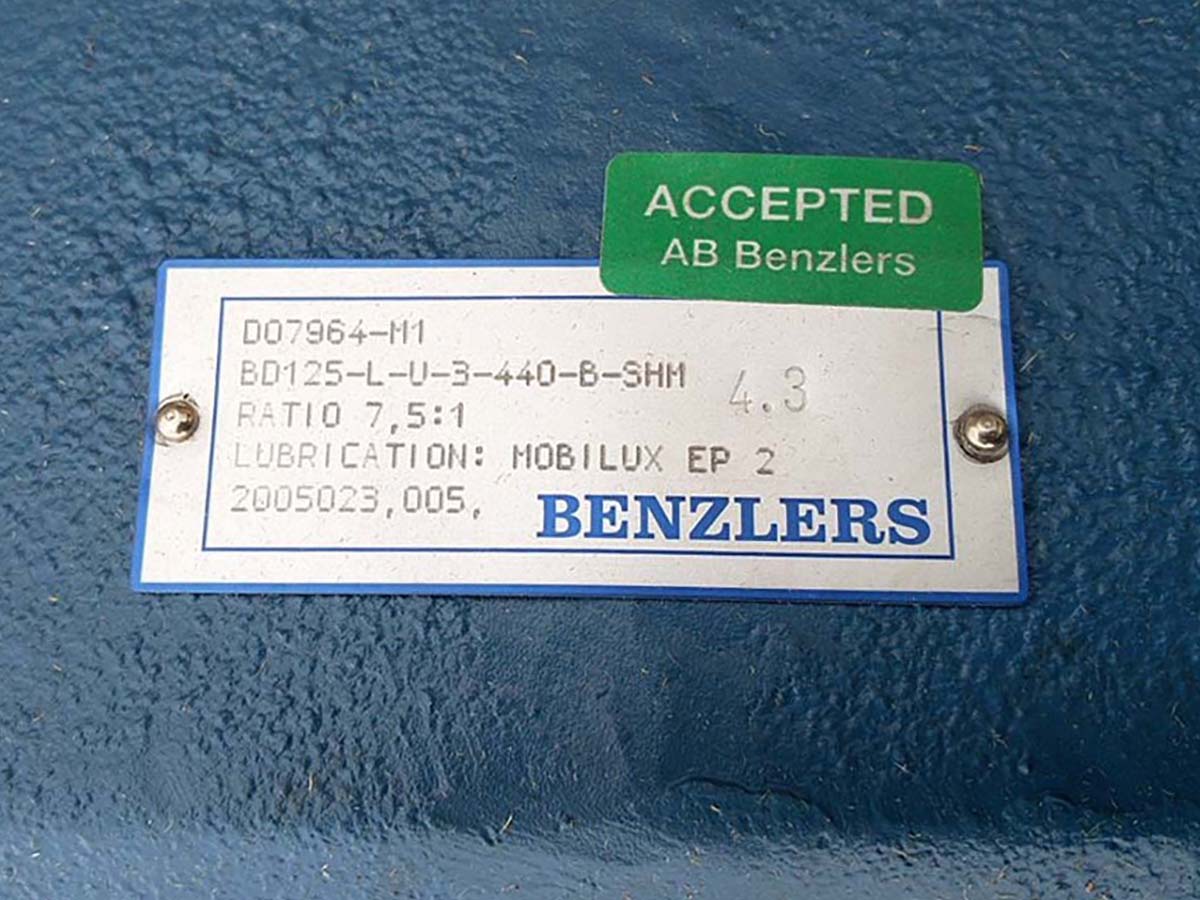 ACCEPTED
AB Benzlers
D07964-M1
BD125-L-U-3-440-B-SHM
4.3
RATIO 7,5:1
LUBRICATION: MOBILUX EP 2
2005023,005,
BENZLERS